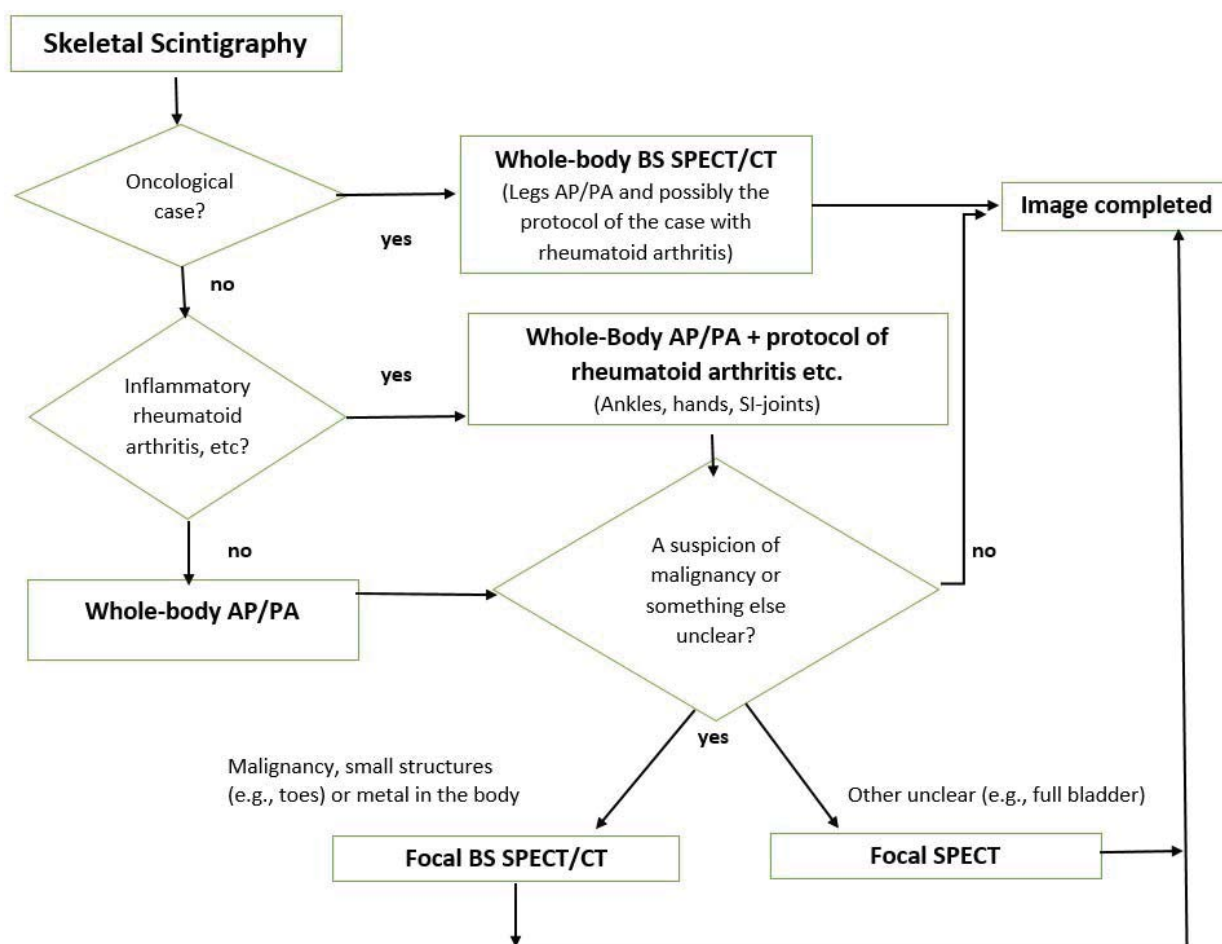 Skeletal Scintigraphy
Oncological
case?
yes
Whole-body BS SPECT/CT
(Legs AP/PA and possibly the
protocol of the case with
rheumatoid arthritis)
Image completed
no
Inflammatory
rheumatoid
arthritis, etc?
yes
Whole-Body AP/PA + protocol of
rheumatoid arthritis etc.
(Ankles, hands, SI-joints)
no
Whole-body AP/PA
A suspicion of
malignancy or
something else
unclear?
no
yes
Malignancy, small structures
(e.g., toes) or metal in the body
Other unclear (e.g., full bladder)
Focal BS SPECT/CT
Focal SPECT